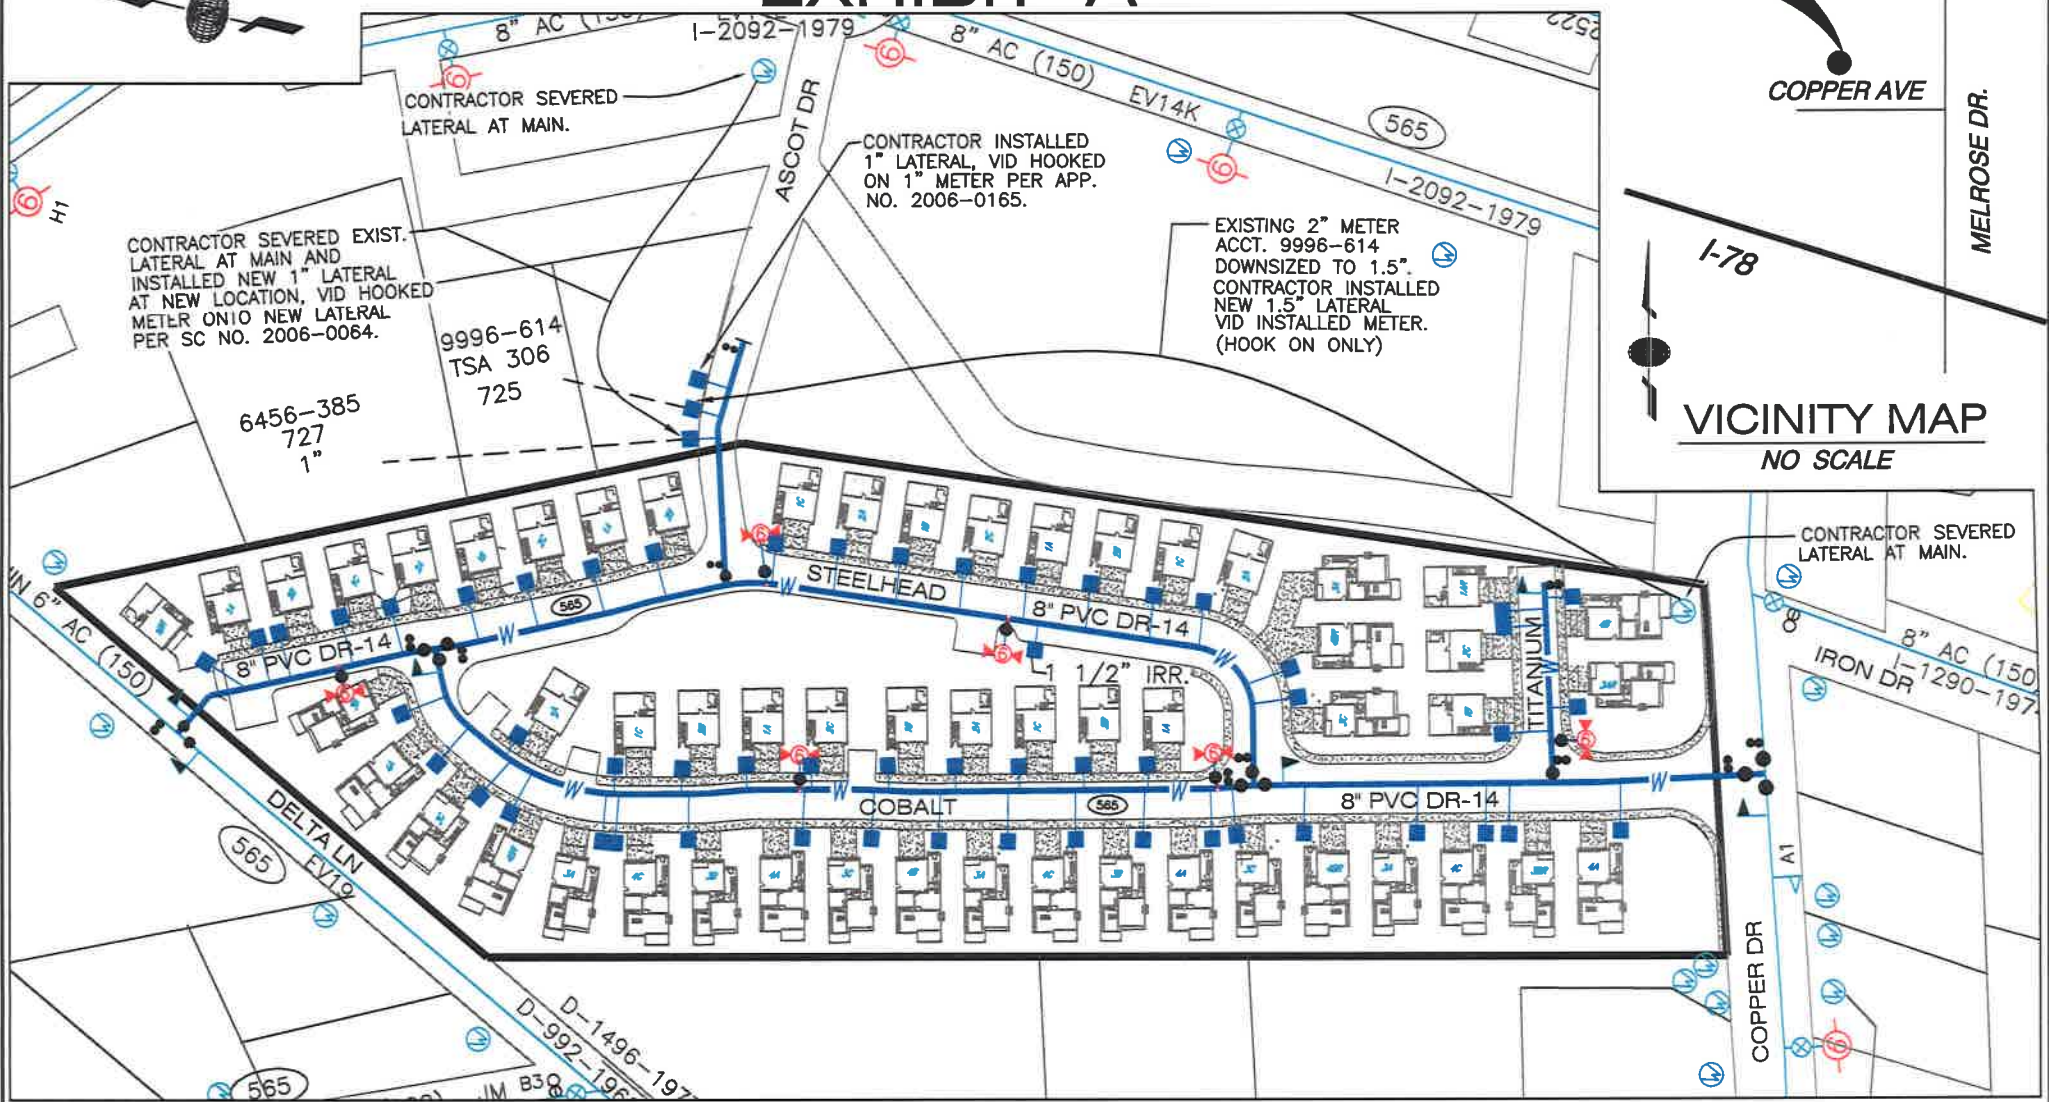 EXHIBIT "A"
8" AC (150)
I-2092-1979
8" AC (150)
EV14K
565
I-2092-1979
2522
COPPER AVE
MELROSE DR.
I-78
VICINITY MAP
NO SCALE
CONTRACTOR SEVERED
LATERAL AT MAIN.
ASCOT DR
CONTRACTOR INSTALLED
1" LATERAL, VID HOOKED
ON 1" METER PER APP.
NO. 2006-0165.
EXISTING 2" METER
ACCT. 9996-614
DOWNSIZED TO 1.5".
CONTRACTOR INSTALLED
NEW 1.5" LATERAL
VID INSTALLED METER.
(HOOK ON ONLY)
H1
CONTRACTOR SEVERED EXIST.
LATERAL AT MAIN AND
INSTALLED NEW 1" LATERAL
AT NEW LOCATION, VID HOOKED
METER ONTO NEW LATERAL
PER SC NO. 2006-0064.
9996-614
TSA 306
725
6456-385
727
1"
CONTRACTOR SEVERED
LATERAL AT MAIN.
STEELHEAD
8" PVC DR-14
565
8" PVC DR-14
1 1/2" IRR.
TITANIUM
6" AC (150)
8" AC (150
IRON DR
I-1290-197
COBALT
565
8" PVC DR-14
DELTA LN
EV19
565
A1
COPPER DR
D-1496-197
D-992-196
565